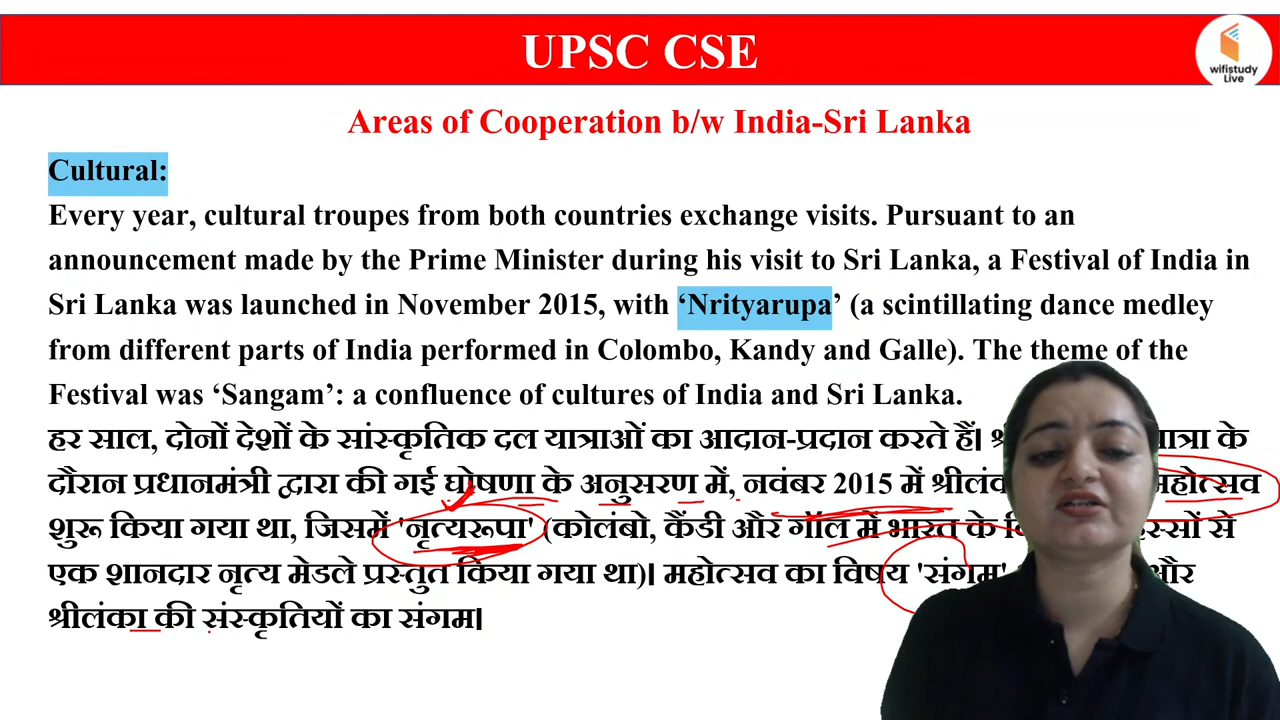 UPSC CSE
wifistudy
Live
Areas of Cooperation b/w India-Sri Lanka
Cultural:
Every year, cultural troupes from both countries exchange visits. Pursuant to an
announcement made by the Prime Minister during his visit to Sri Lanka, a Festival of India in
Sri Lanka was launched in November 2015, with ‘Nrityarupa’ (a scintillating dance medley
from different parts of India performed in Colombo, Kandy and Galle). The theme of the
Festival was ‘Sangam’: a confluence of cultures of India and Sri Lanka.
हर साल, दोनों देशों के सांस्कृतिक दल यात्राओं का आदान-प्रदान करते हैं। के
दौरान प्रधानमंत्री द्वारा की गई घोषणा के अनुसरण में, नवंबर 2015 में महोत्सव
शुरू किया गया था, जिसमें 'नृत्यरूपा' (कोलंबो, कैंडी और गॉल में भारत के से
एक शानदार नृत्य मेडले प्रस्तुत किया गया था)। महोत्सव का विषय 'संगम' और
श्रीलंका की संस्कृतियों का संगम।